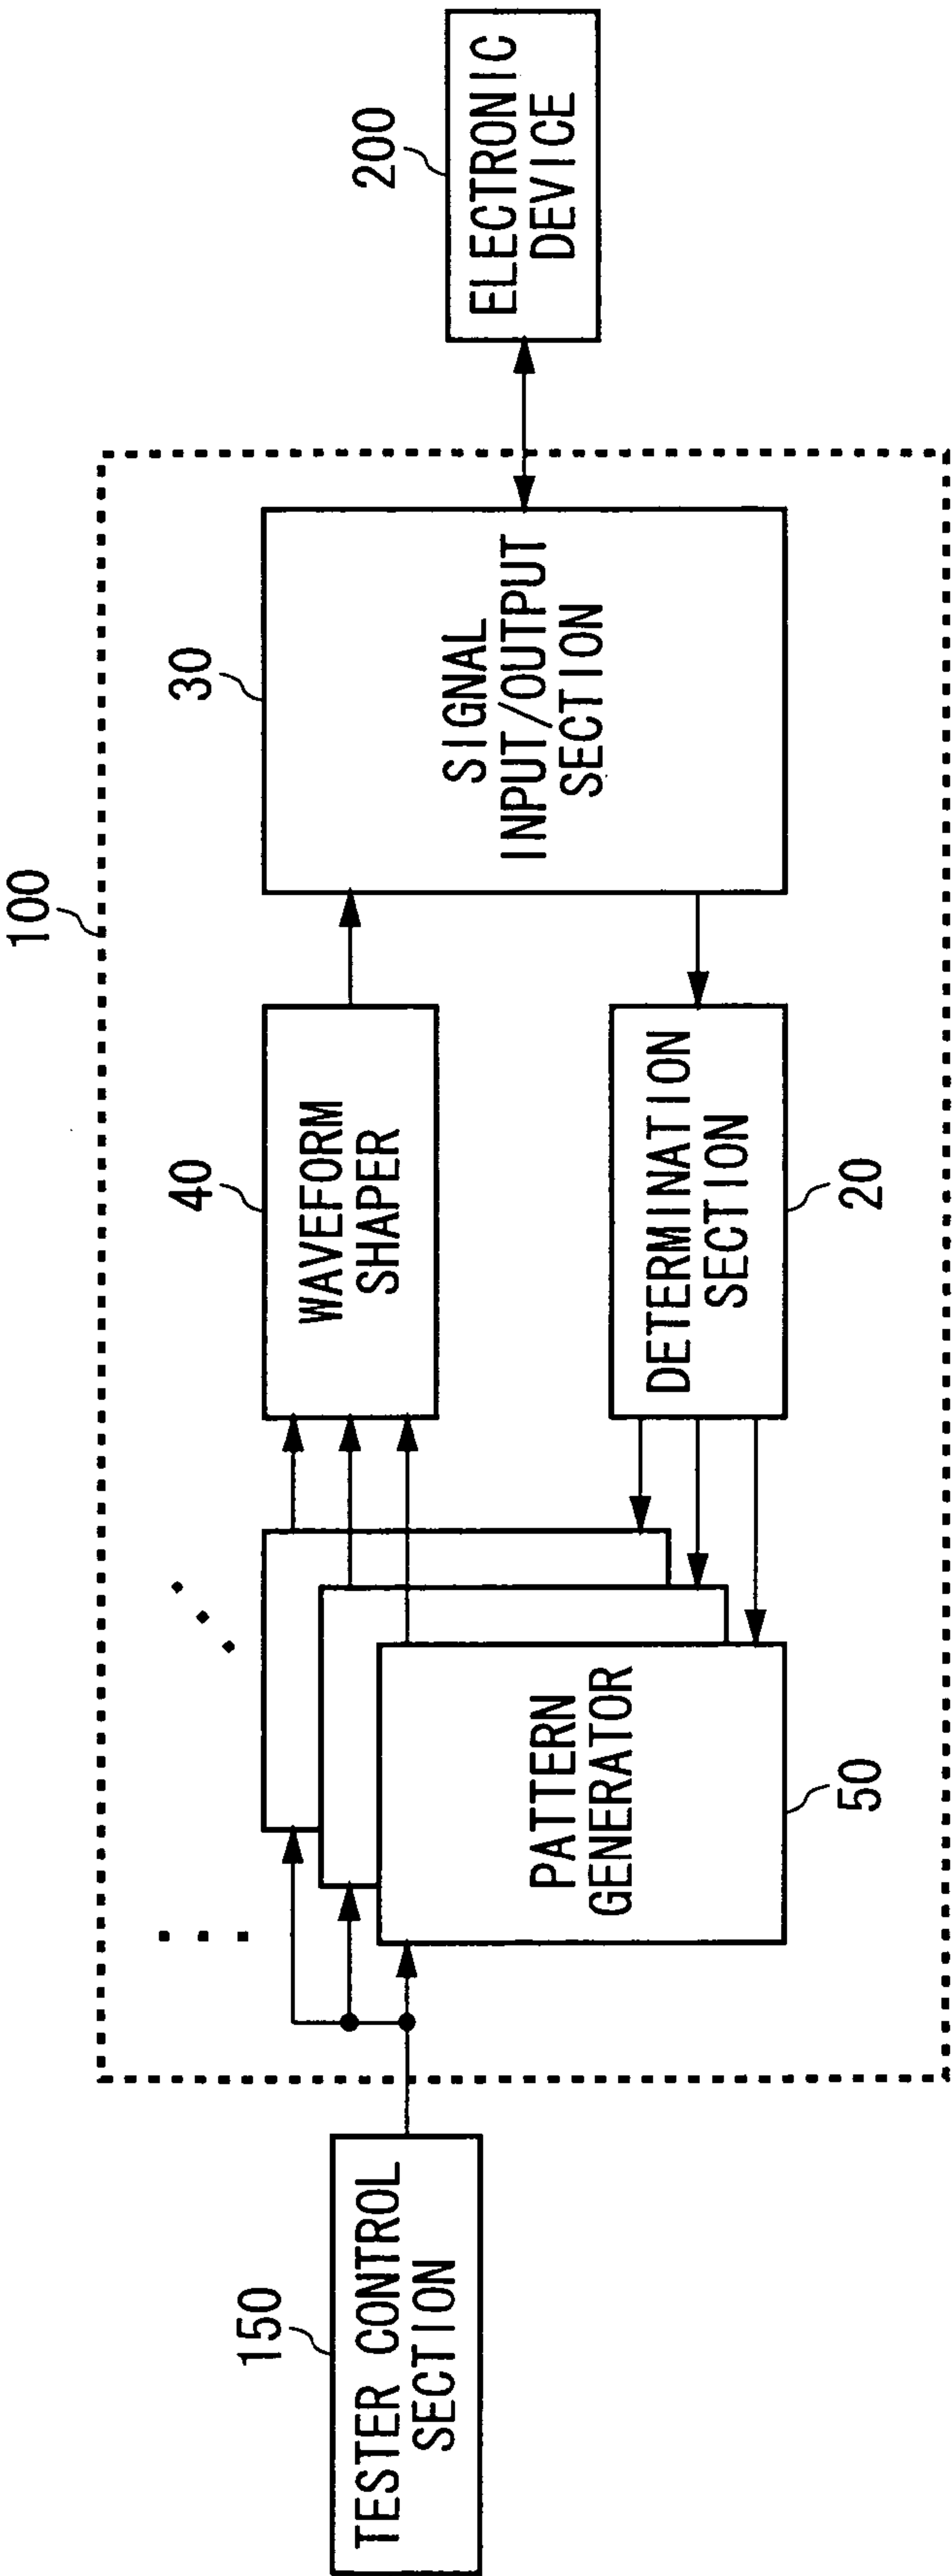 100
150
TESTER CONTROL
SECTION
50
PATTERN
GENERATOR
40
WAVEFORM
SHAPER
20
DETERMINATION
SECTION
30
SIGNAL
INPUT/OUTPUT
SECTION
200
ELECTRONIC
DEVICE